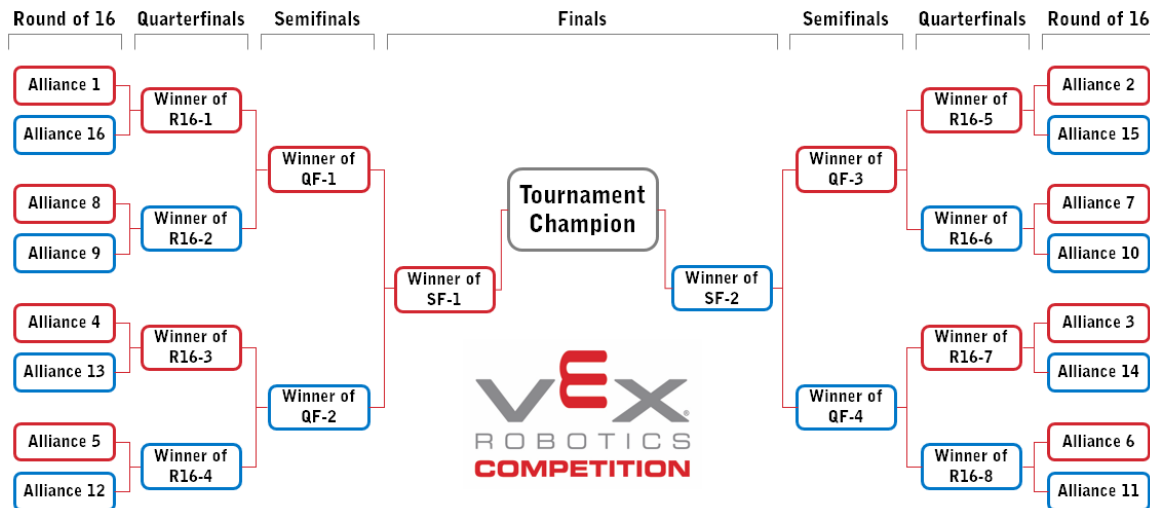 Round of 16
Quarterfinals
Semifinals
Finals
Semifinals
Quarterfinals
Round of 16
Alliance 1
Alliance 16
Alliance 8
Alliance 9
Alliance 4
Alliance 13
Alliance 5
Alliance 12
Winner of
R16-1
Winner of
R16-2
Winner of
R16-3
Winner of
R16-4
Winner of
QF-1
Winner of
QF-2
Winner of
SF-1
Tournament
Champion
Winner of
SF-2
Winner of
QF-3
Winner of
QF-4
Winner of
R16-5
Winner of
R16-6
Winner of
R16-7
Winner of
R16-8
Alliance 2
Alliance 15
Alliance 7
Alliance 10
Alliance 3
Alliance 14
Alliance 6
Alliance 11
VEX®
ROBOTICS
COMPETITION